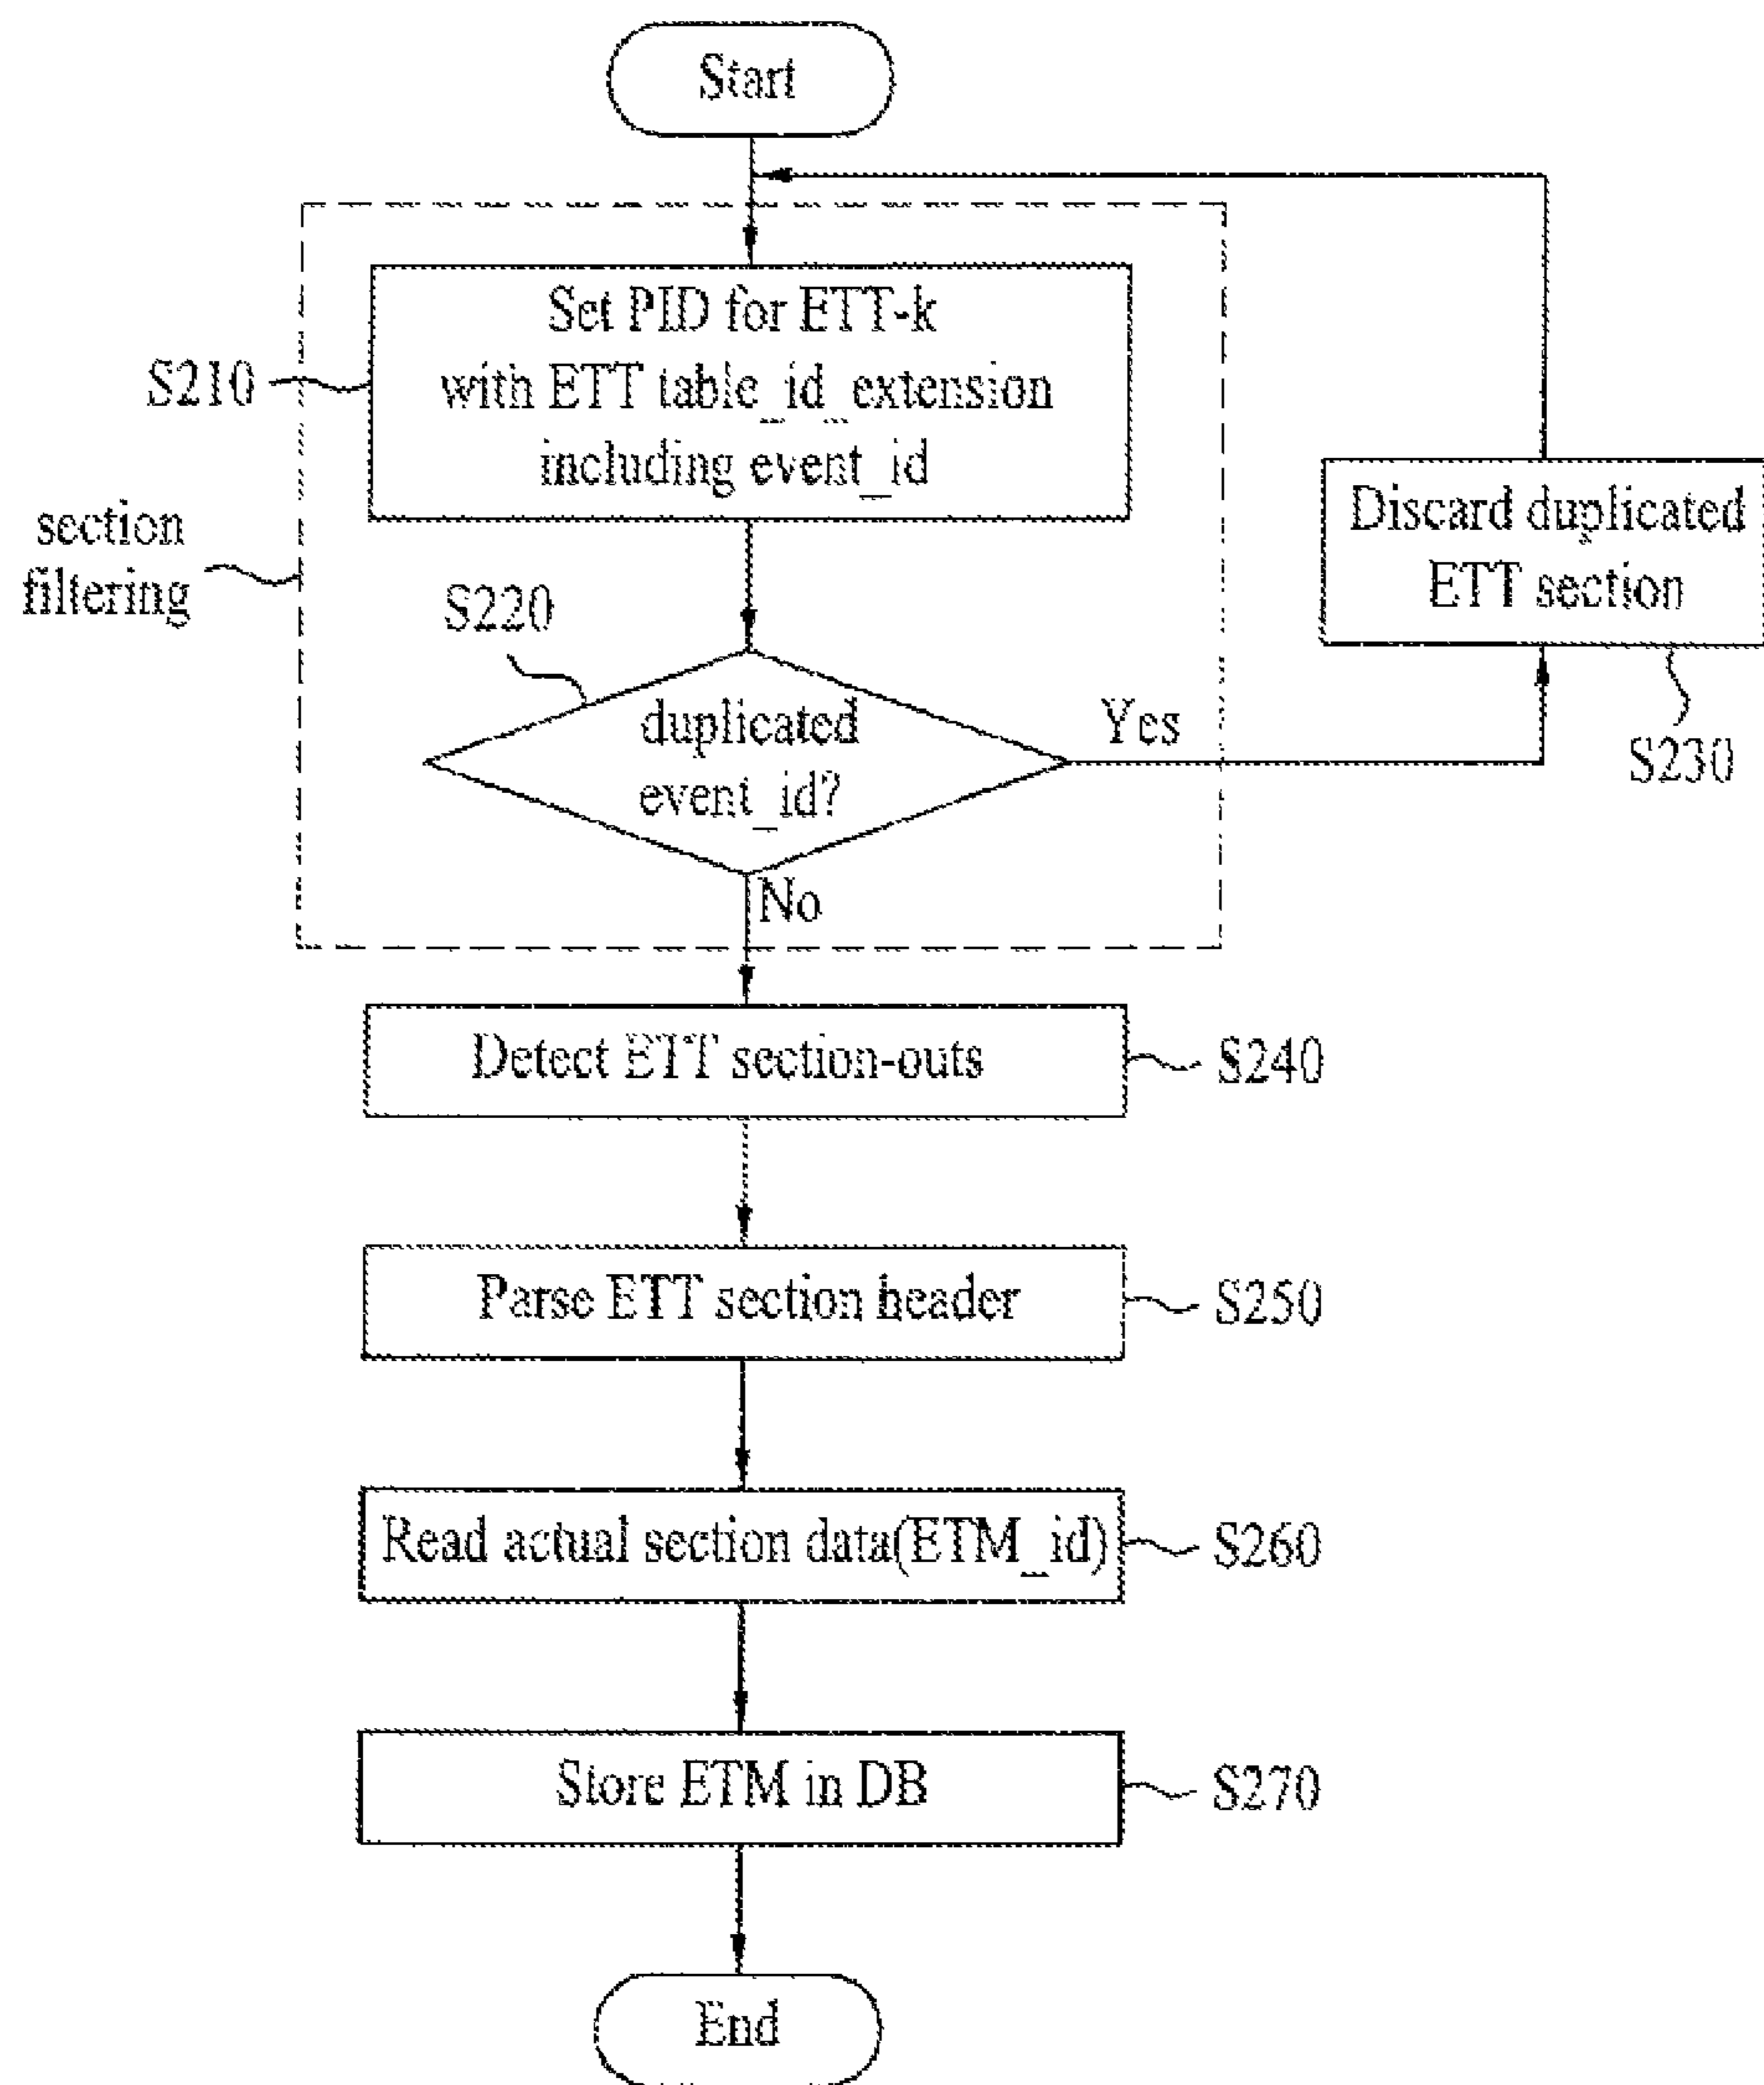 Start
Set PID for ETT-k
with ETT table_id_extension
including event_id
S210
section
filtering
Discard duplicated
ETT section
S220
duplicated
event_id?
Yes
S230
No
Detect ETT section-outs
S240
Parse ETT section header
S250
Read actual section data(ETM_id)
S260
Store ETM in DB
S270
End